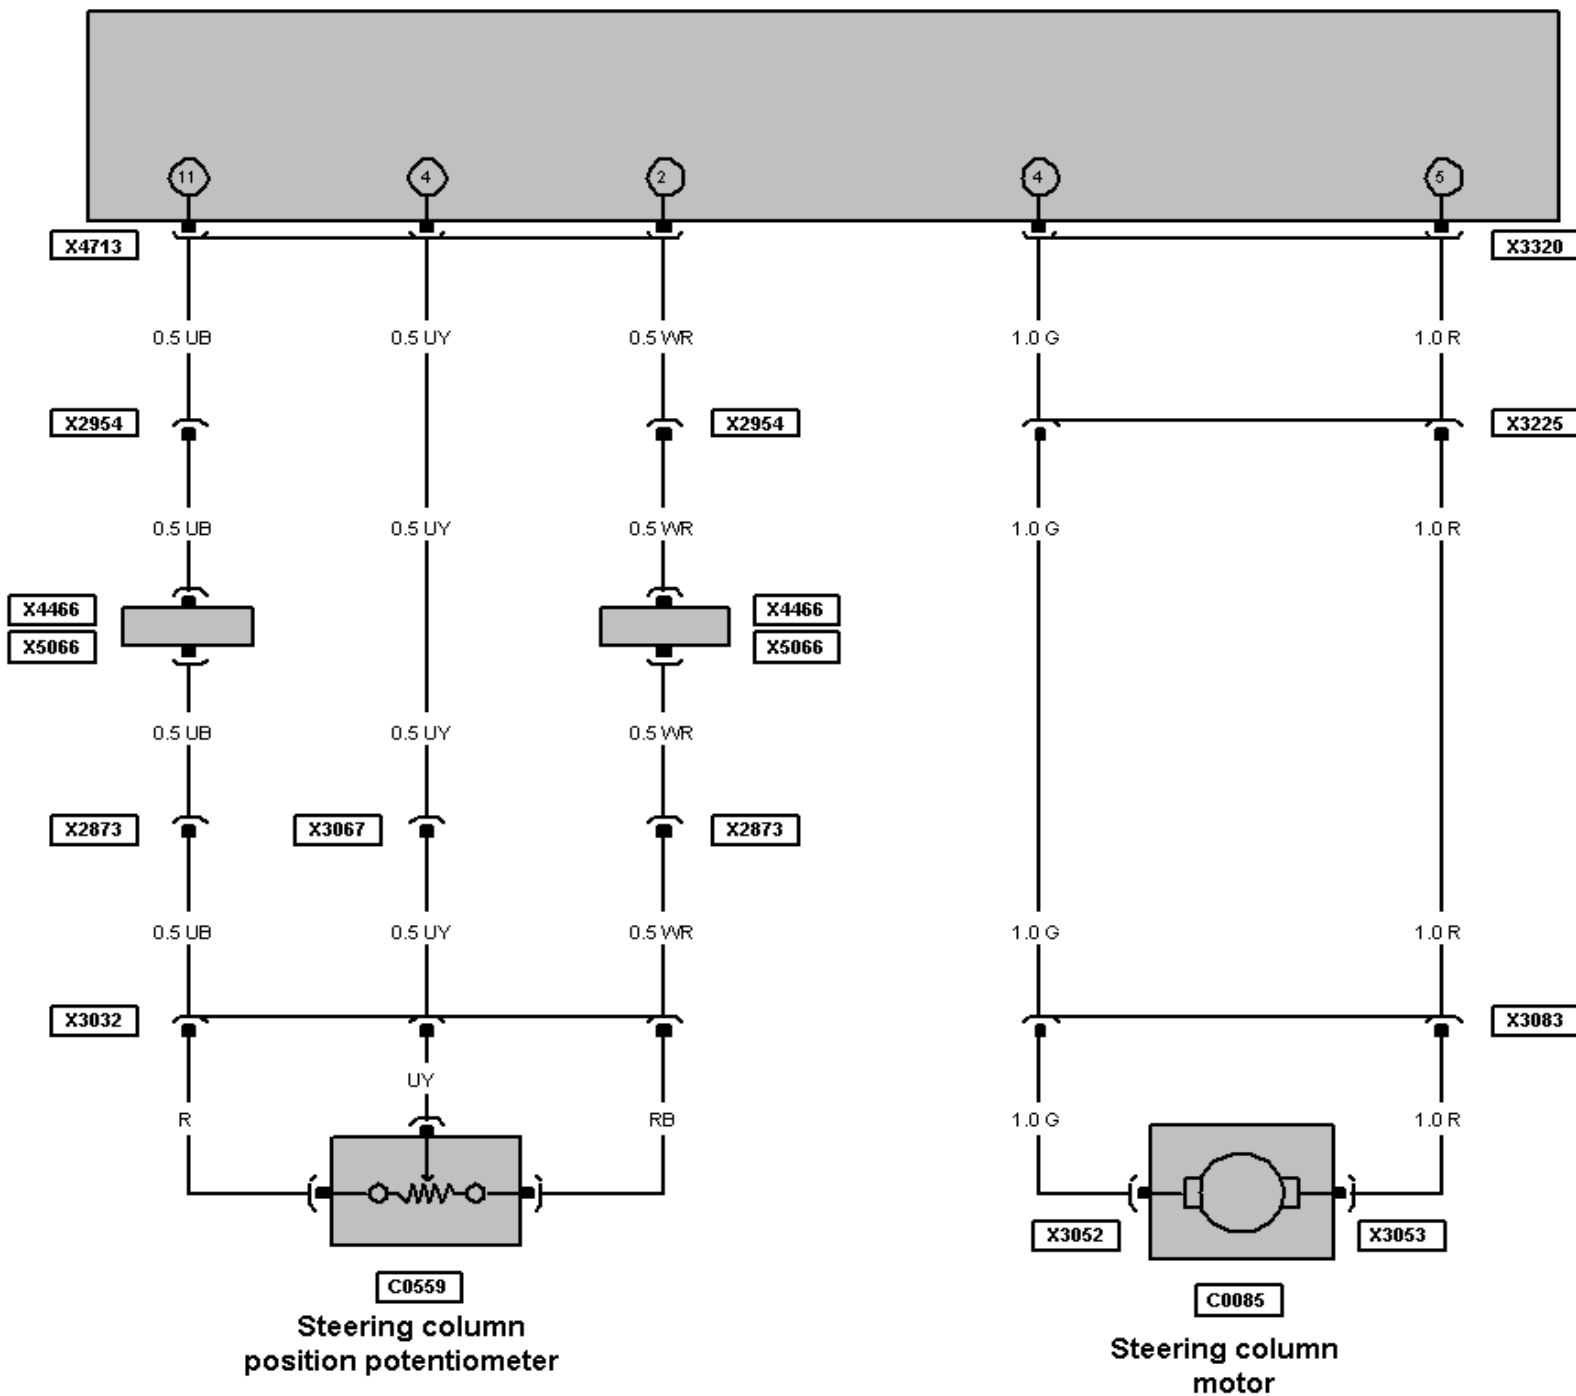 11 4 2 4 5
X4713 X3320
0.5 UB 0.5 UY 0.5 WR 1.0 G 1.0 R
X2954 X2954 X3225
0.5 UB 0.5 UY 0.5 WR 1.0 G 1.0 R
X4466 X4466
X5066 X5066
0.5 UB 0.5 UY 0.5 WR
X2873 X3067 X2873
0.5 UB 0.5 UY 0.5 WR 1.0 G 1.0 R
X3032 X3083
UY
R RB 1.0 G 1.0 R
X3052 X3053
C0559 C0085
Steering column
position potentiometer
Steering column
motor